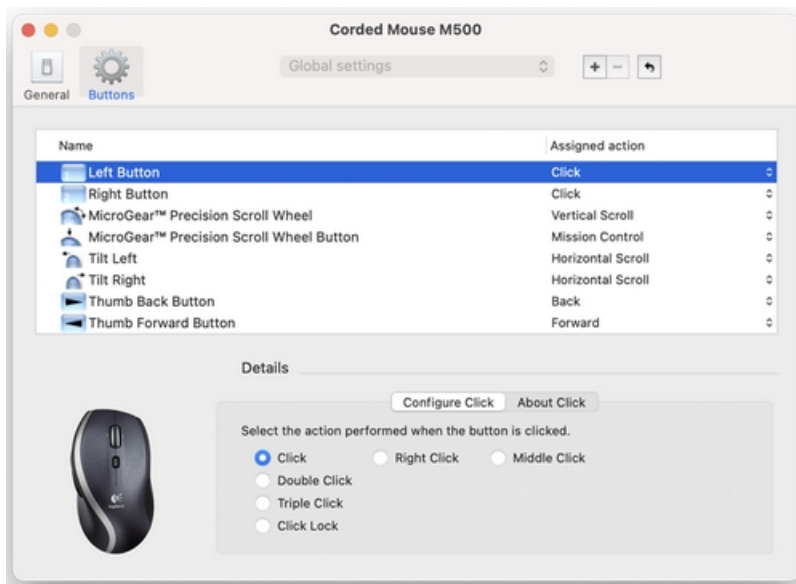 Corded Mouse M500
Global settings
General Buttons
Name Assigned action
Left Button Click
Right Button Click
MicroGear™ Precision Scroll Wheel Vertical Scroll
MicroGear™ Precision Scroll Wheel Button Mission Control
Tilt Left Horizontal Scroll
Tilt Right Horizontal Scroll
Thumb Back Button Back
Thumb Forward Button Forward
Details
Configure Click About Click
Select the action performed when the button is clicked.
Click Right Click Middle Click
Double Click
Triple Click
Click Lock